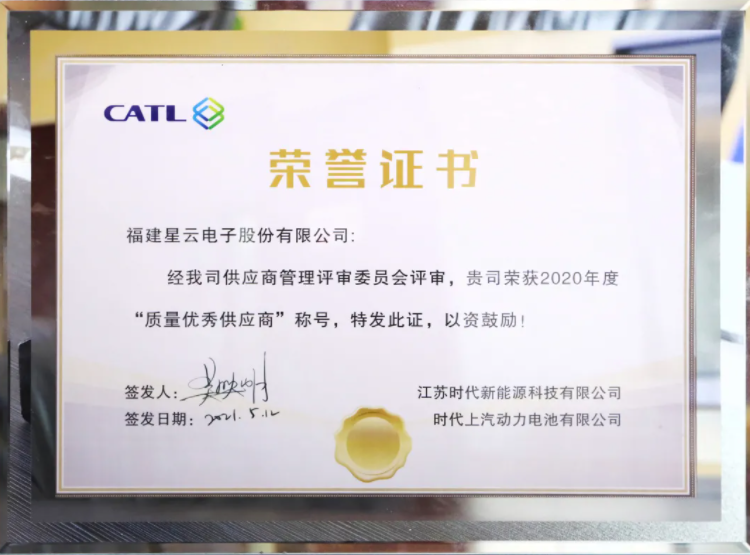 CATL
荣誉证书
福建星云电子股份有限公司:
经我司供应商管理评审委员会评审，贵司荣获2020年度
“质量优秀供应商”称号，特发此证，以资鼓励！
签发人：
江苏时代新能源科技有限公司
签发日期：2021.5.12
时代上汽动力电池有限公司